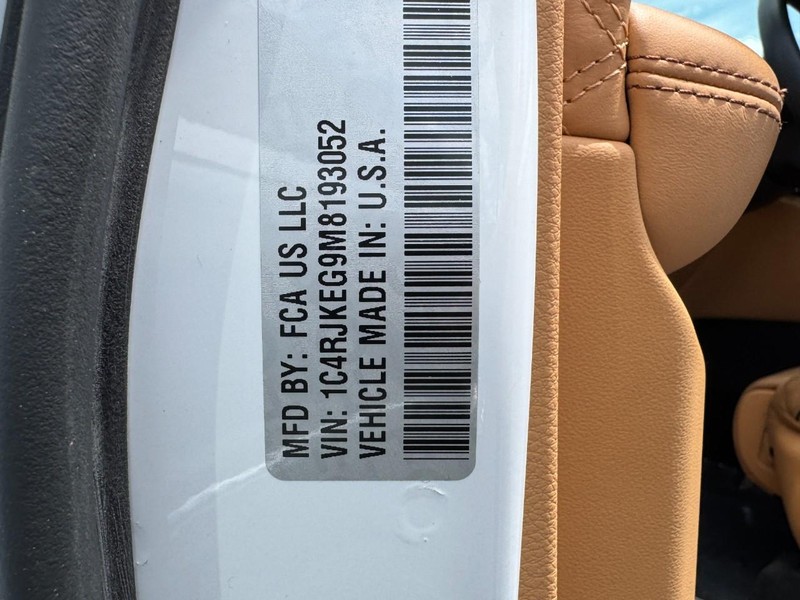 MFD BY: FCA US LLC
VIN: 1C4RJKEG9M8193052
VEHICLE MADE IN: U.S.A.